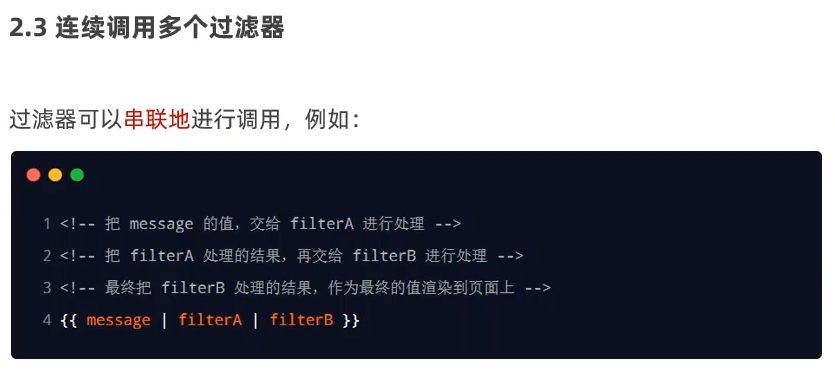 2.3 连续调用多个过滤器
过滤器可以串联地进行调用，例如：
1 <!-- 把 message 的值，交给 filterA 进行处理 -->
2 <!-- 把 filterA 处理的结果，再交给 filterB 进行处理 -->
3 <!-- 最终把 filterB 处理的结果，作为最终的值渲染到页面上 -->
4 {{ message | filterA | filterB }}